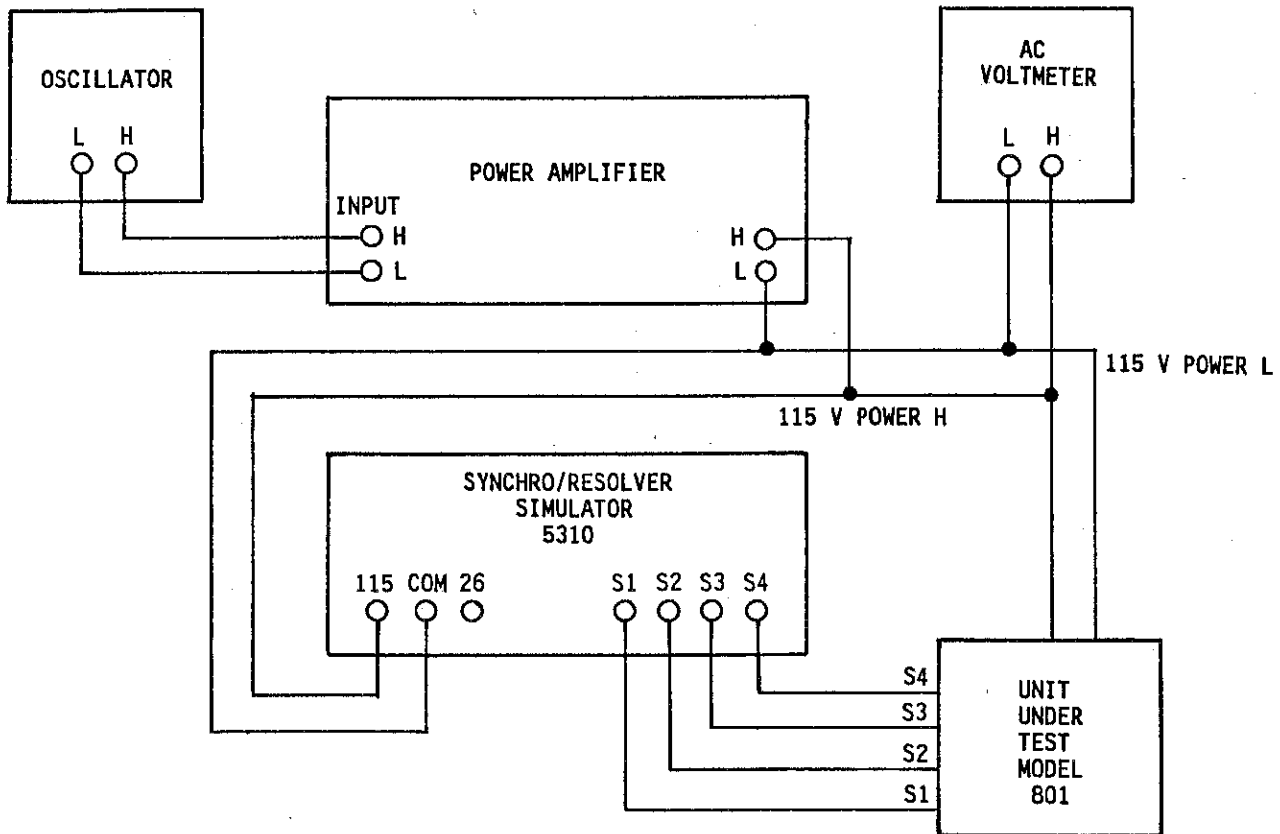 OSCILLATOR
L H
POWER AMPLIFIER
INPUT
H
L
H
L
AC
VOLTMETER
L H
115 V POWER L
115 V POWER H
SYNCHRO/RESOLVER
SIMULATOR
5310
115 COM 26
S1 S2 S3 S4
S4
S3
S2
S1
UNIT
UNDER
TEST
MODEL
801